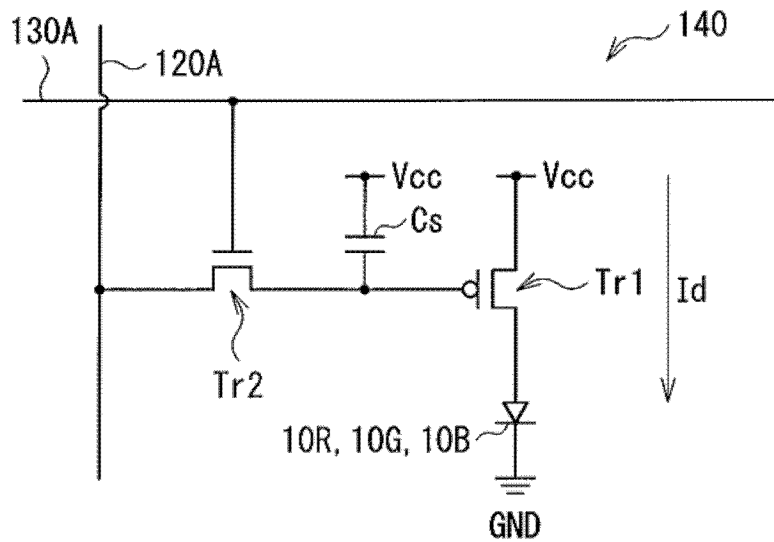 130A
120A
140
Vcc
Vcc
Cs
Tr1
Id
Tr2
10R, 10G, 10B
GND